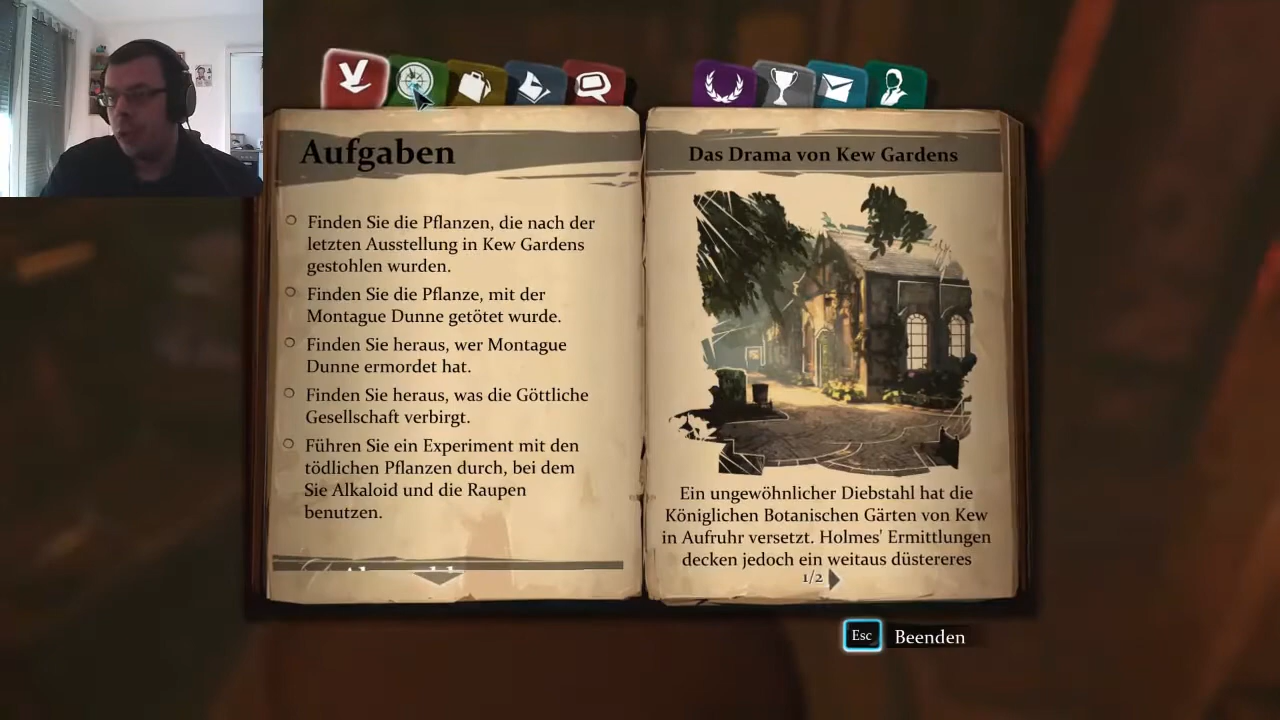 Aufgaben
Finden Sie die Pflanzen, die nach der
letzten Ausstellung in Kew Gardens
gestohlen wurden.
Finden Sie die Pflanze, mit der
Montague Dunne getötet wurde.
Finden Sie heraus, wer Montague
Dunne ermordet hat.
Finden Sie heraus, was die Göttliche
Gesellschaft verbirgt.
Führen Sie ein Experiment mit den
tödlichen Pflanzen durch, bei dem
Sie Alkaloid und die Raupen
benutzen.
Das Drama von Kew Gardens
Ein ungewöhnlicher Diebstahl hat die
Königlichen Botanischen Gärten von Kew
in Aufruhr versetzt. Holmes' Ermittlungen
decken jedoch ein weitaus düstereres
1/2
Esc Beenden